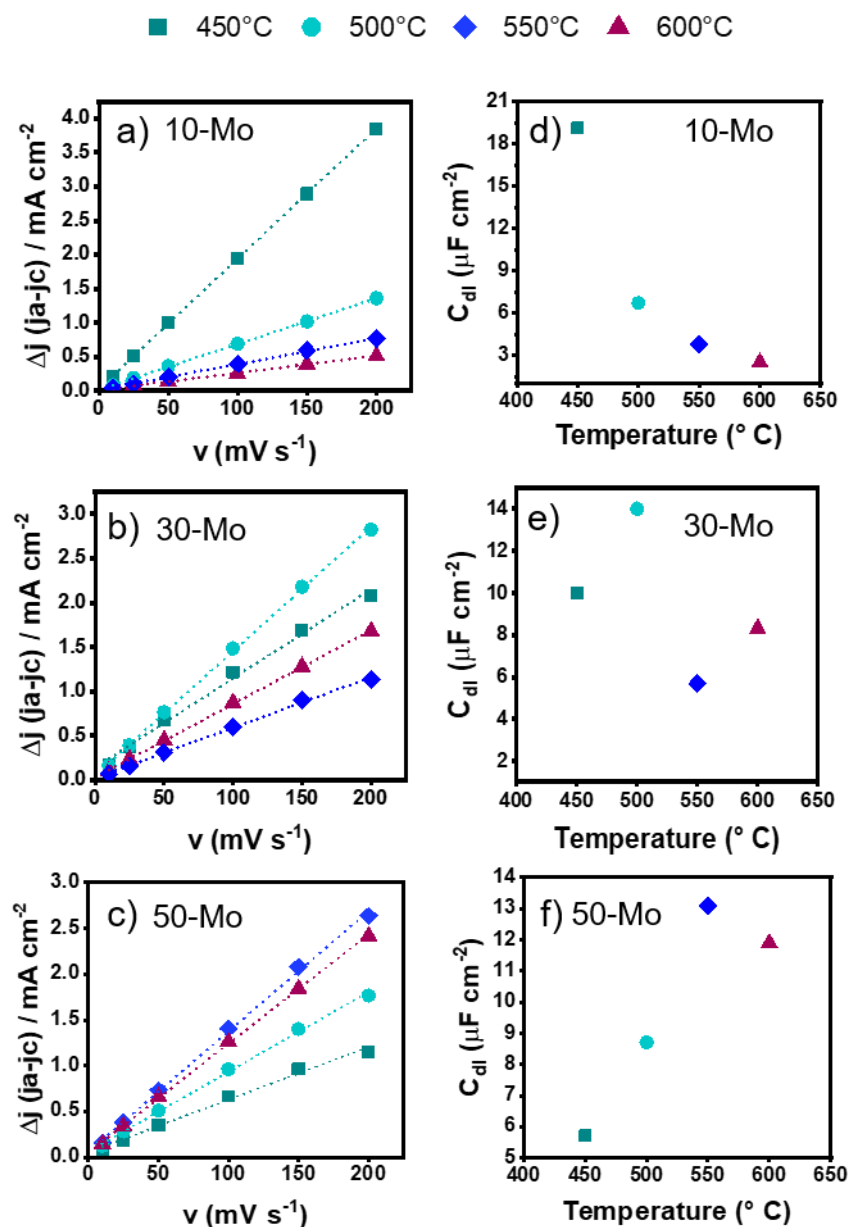 450°C 500°C 550°C 600°C
a) 10-Mo
Δj (ja-jc) / mA cm⁻²
4.0
3.5
3.0
2.5
2.0
1.5
1.0
0.5
0.0
0 50 100 150 200
v (mV s⁻¹)
d) 10-Mo
C_dl (μF cm⁻²)
21
18
15
12
9
6
3
400 450 500 550 600 650
Temperature (° C)
b) 30-Mo
Δj (ja-jc) / mA cm⁻²
3.0
2.5
2.0
1.5
1.0
0.5
0.0
0 50 100 150 200
v (mV s⁻¹)
e) 30-Mo
C_dl (μF cm⁻²)
14
12
10
8
6
4
2
400 450 500 550 600 650
Temperature (° C)
c) 50-Mo
Δj (ja-jc) / mA cm⁻²
3.0
2.5
2.0
1.5
1.0
0.5
0.0
0 50 100 150 200
v (mV s⁻¹)
f) 50-Mo
C_dl (μF cm⁻²)
14
13
12
11
10
9
8
7
6
5
400 450 500 550 600 650
Temperature (° C)